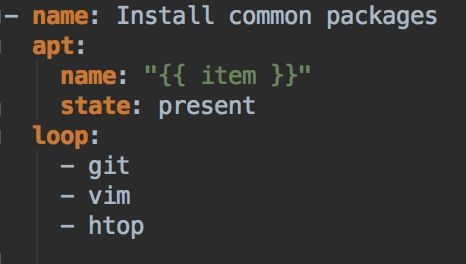 - name: Install common packages
  apt:
    name: "{{ item }}"
    state: present
  loop:
    - git
    - vim
    - htop